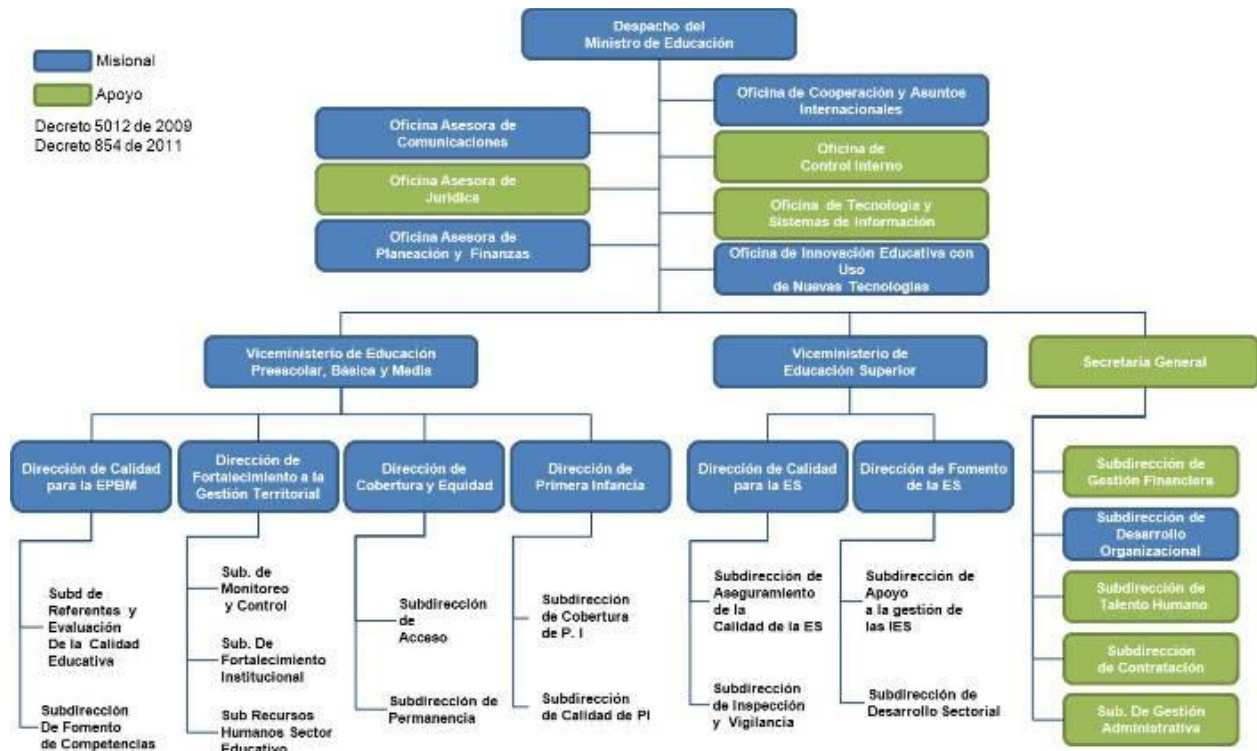 Despacho del
Ministro de Educación
Misional
Apoyo
Decreto 5012 de 2009
Decreto 854 de 2011
Oficina Asesora de
Comunicaciones
Oficina Asesora de
Jurídica
Oficina Asesora de
Planeación y Finanzas
Oficina de Cooperación y Asuntos
Internacionales
Oficina de
Control Interno
Oficina de Tecnología y
Sistemas de Información
Oficina de Innovación Educativa con
Uso
de Nuevas Tecnologías
Viceministerio de Educación
Preescolar, Básica y Media
Viceministerio de
Educación Superior
Secretaria General
Dirección de Calidad
para la EPBM
Dirección de
Fortalecimiento a la
Gestión Territorial
Dirección de
Cobertura y Equidad
Dirección de
Primera Infancia
Dirección de Calidad
para la ES
Dirección de Fomento
de la ES
Subd de
Referentes y
Evaluación
De la Calidad
Educativa
Subdirección
De Fomento
de Competencias
Sub. de
Monitoreo
y Control
Sub. De
Fortalecimiento
Institucional
Sub Recursos
Humanos Sector
Educativo
Subdirección
de
Acceso
Subdirección de
Permanencia
Subdirección
de Cobertura
de P. I
Subdirección
de Calidad de PI
Subdirección de
Aseguramiento
de la
Calidad de la ES
Subdirección
de Inspección
y Vigilancia
Subdirección de
Apoyo
a la gestión de
las IES
Subdirección de
Desarrollo Sectorial
Subdirección de
Gestión Financiera
Subdirección de
Desarrollo
Organizacional
Subdirección de
Talento Humano
Subdirección
de Contratación
Sub. De Gestión
Administrativa